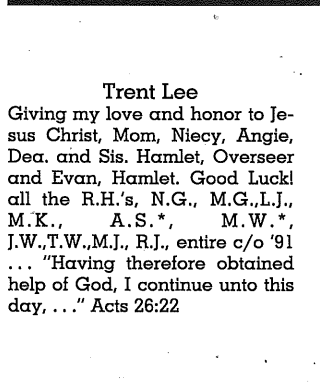 Trent Lee
Giving my love and honor to Je-
sus Christ, Mom, Niecy, Angie,
Dea. and Sis. Hamlet, Overseer
and Evan, Hamlet. Good Luck!
all the R.H.'s, N.G., M.G.,L.J.,
M.K., A.S.*, M.W.*,
J.W.,T.W.,M.J., R.J., entire c/o '91
... "Having therefore obtained
help of God, I continue unto this
day, ..." Acts 26:22